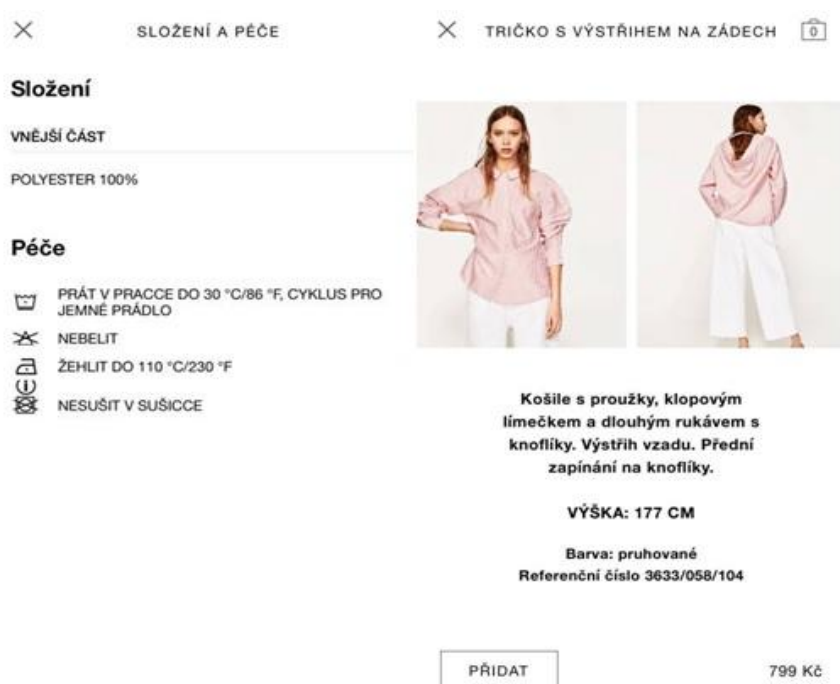 SLOŽENÍ A PÉČE
Složení
VNĚJŠÍ ČÁST
POLYESTER 100%
Péče
PRÁT V PRACCE DO 30 °C/86 °F, CYKLUS PRO
JEMNÉ PRÁDLO
NEBELIT
ŽEHLIT DO 110 °C/230 °F
NESUŠIT V SUŠICCE
TRIČKO S VÝSTŘIHEM NA ZÁDECH
0
Košile s proužky, klopovým
límečkem a dlouhým rukávem s
knoflíky. Výstřih vzadu. Přední
zapínání na knoflíky.
VÝŠKA: 177 CM
Barva: pruhované
Referenční číslo 3633/058/104
PŘIDAT
799 Kč